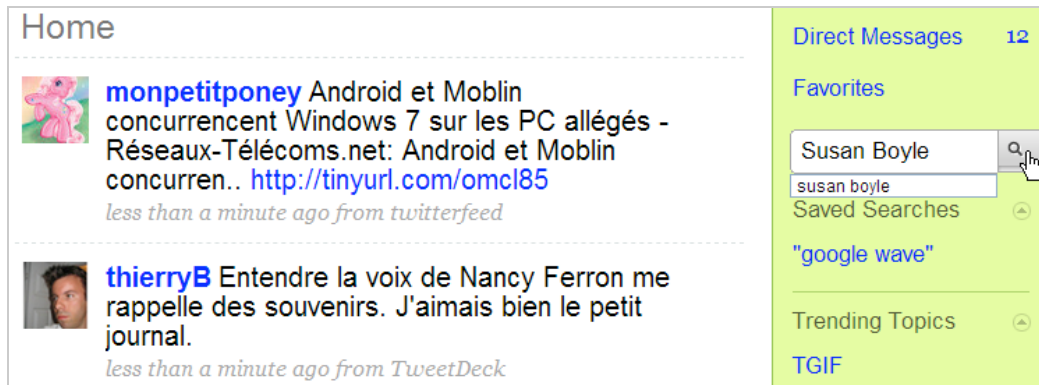 Home
monpetitponey Android et Moblin
concurrencent Windows 7 sur les PC allégés -
Réseaux-Télécoms.net: Android et Moblin
concurren.. http://tinyurl.com/omcl85
less than a minute ago from twitterfeed
thierryB Entendre la voix de Nancy Ferron me
rappelle des souvenirs. J'aimais bien le petit
journal.
less than a minute ago from TweetDeck
Direct Messages 12
Favorites
Susan Boyle
susan boyle
Saved Searches
"google wave"
Trending Topics
TGIF